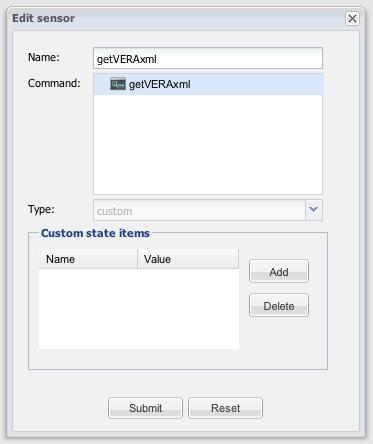 Edit sensor
Name: getVERAxml
Command: getVERAxml
Type: custom
Custom state items
Name Value
Add
Delete
Submit Reset